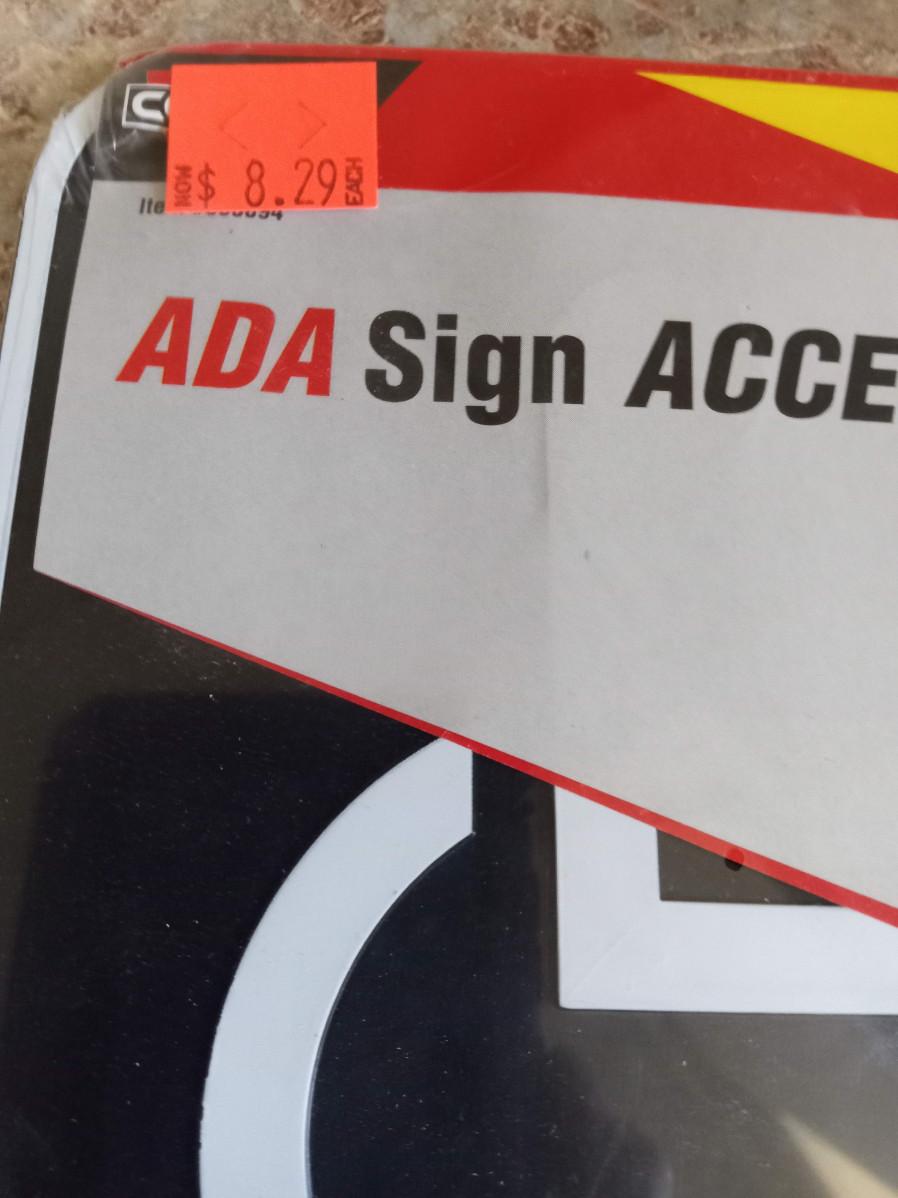 NOW $ 8.29 EACH
ADA Sign ACCE